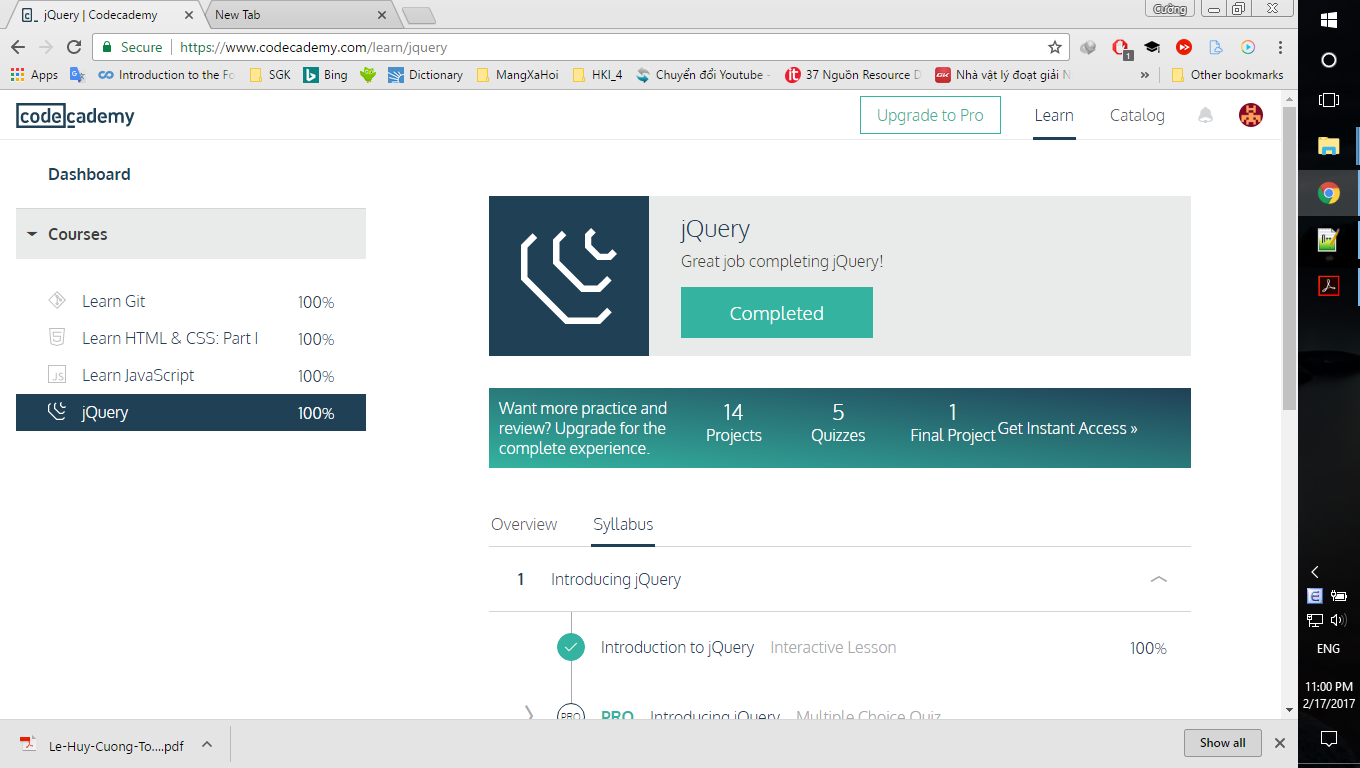 jQuery | Codecademy
New Tab
Cường
Secure
https://www.codecademy.com/learn/jquery
1
Apps
Introduction to the Fo
SGK
Bing
Dictionary
MangXaHoi
HKI_4
Chuyển đổi Youtube -
37 Nguồn Resource D
Nhà vật lý đoạt giải N
»
Other bookmarks
codecademy
Upgrade to Pro
Learn
Catalog
Dashboard
Courses
Learn Git 100%
Learn HTML & CSS: Part I 100%
JS Learn JavaScript 100%
jQuery 100%
jQuery
Great job completing jQuery!
Completed
Want more practice and
review? Upgrade for the
complete experience.
14
Projects
5
Quizzes
1
Final Project
Get Instant Access »
Overview
Syllabus
1 Introducing jQuery
Introduction to jQuery Interactive Lesson 100%
PRO PRO Introducing jQuery Multiple Choice Quiz
Le-Huy-Cuong-To....pdf
Show all
ENG
11:00 PM
2/17/2017